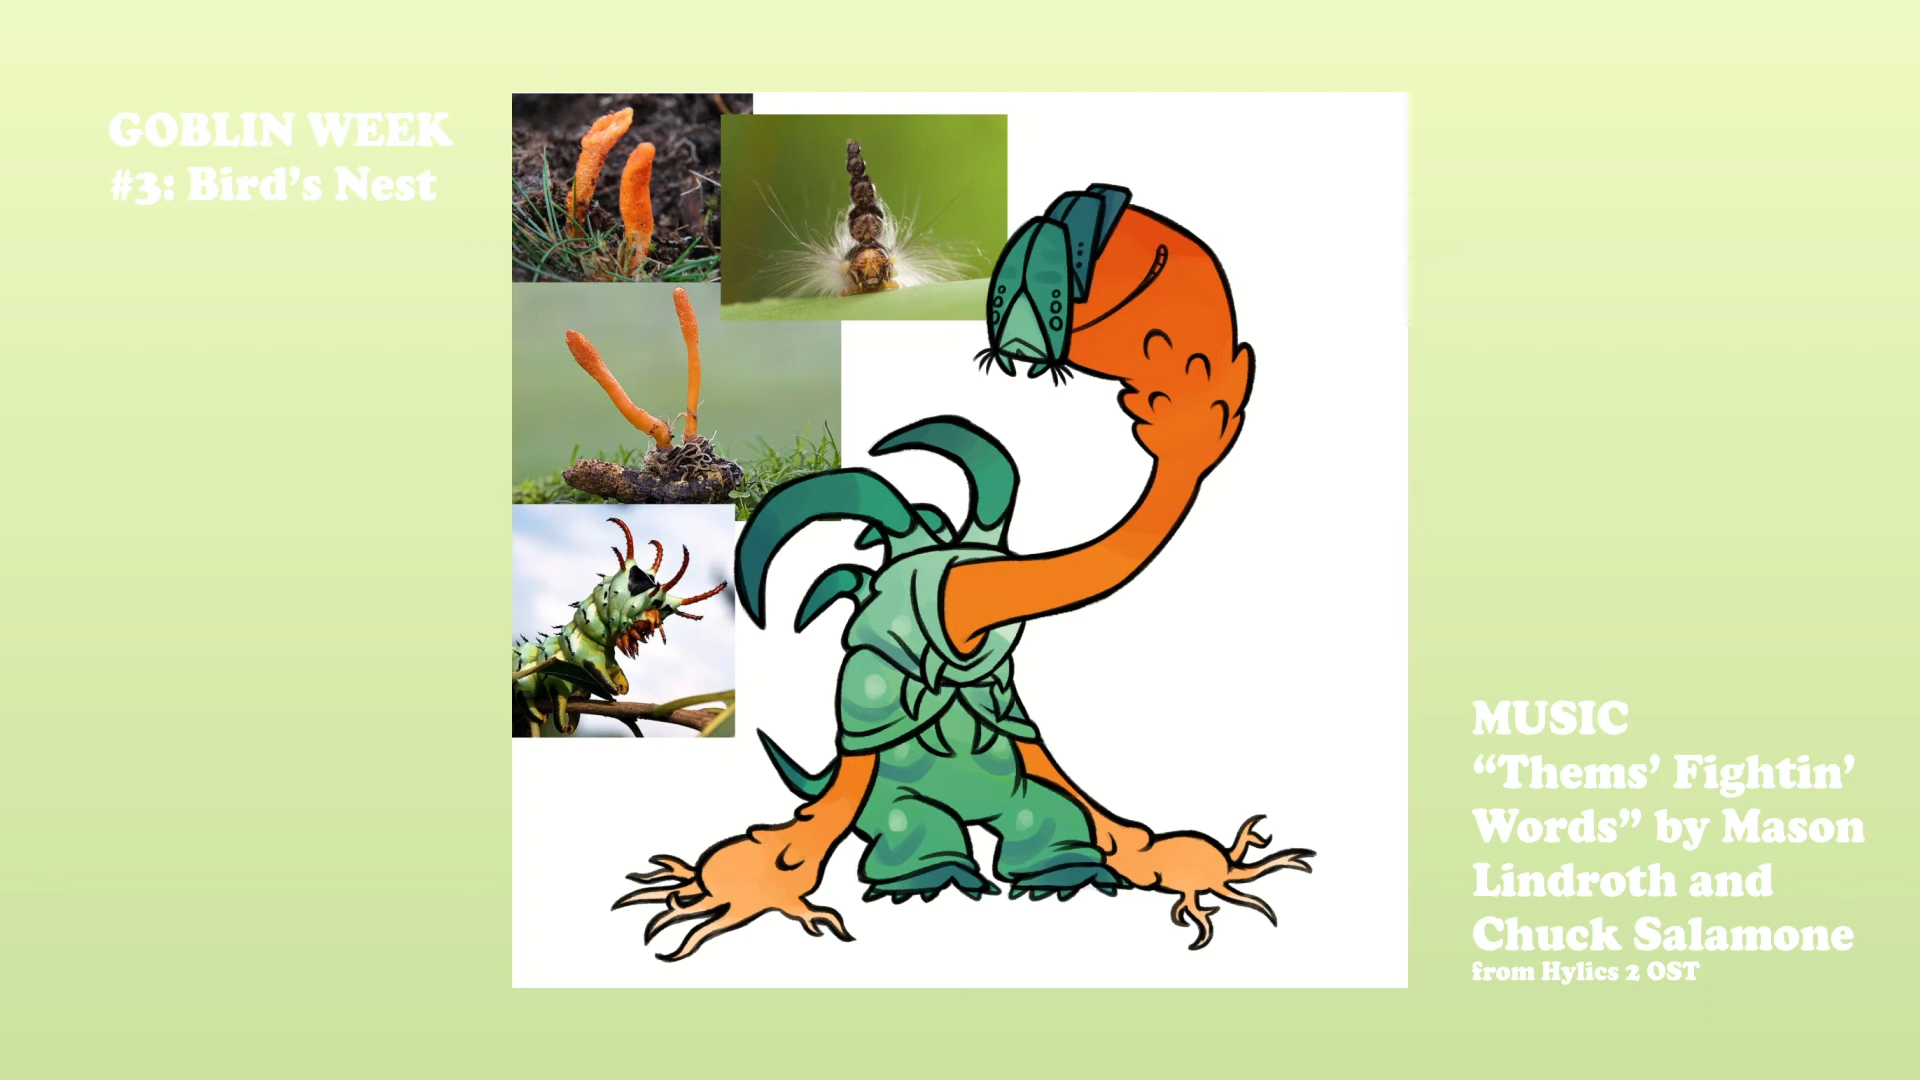 GOBLIN WEEK
#3: Bird’s Nest
MUSIC
“Thems’ Fightin’
Words” by Mason
Lindroth and
Chuck Salamone
from Hylics 2 OST